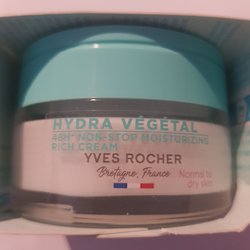 HYDRA VÉGÉTAL
48H* NON-STOP MOISTURIZING
RICH CREAM
YVES ROCHER
Bretagne, France
Normal to
dry skin